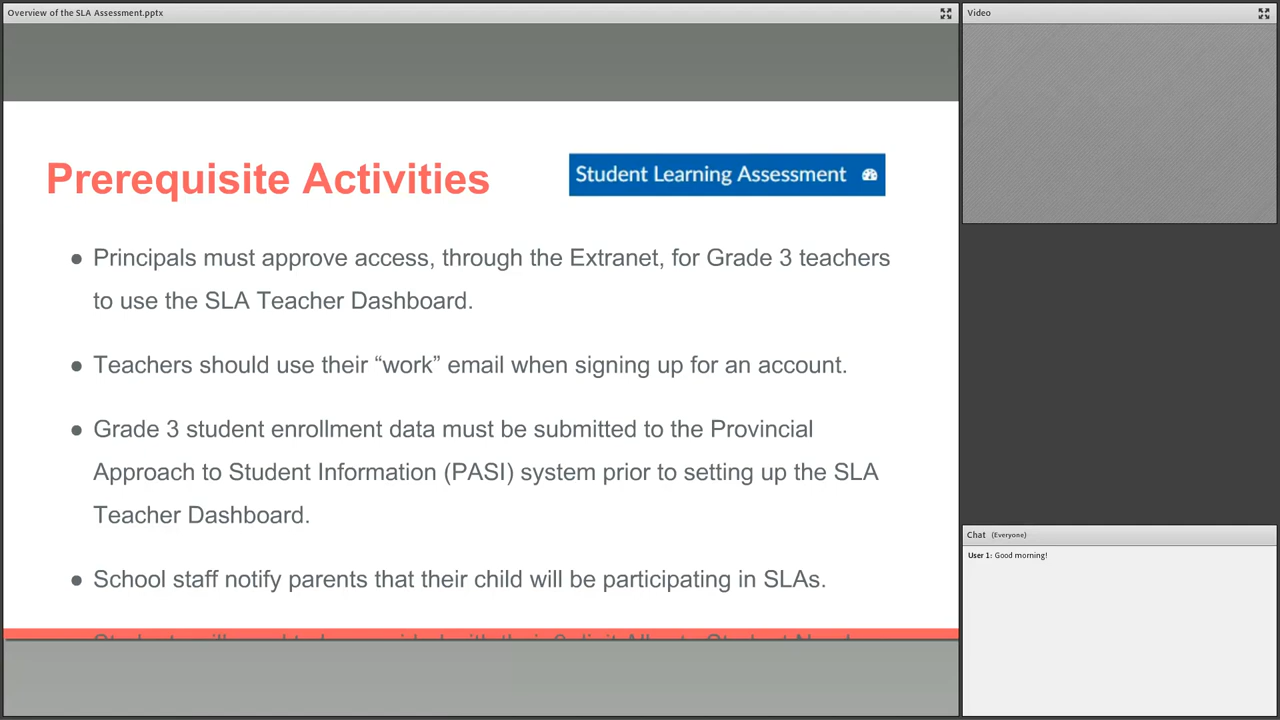 Overview of the SLA Assessment.pptx
Video
Prerequisite Activities
Student Learning Assessment
● Principals must approve access, through the Extranet, for Grade 3 teachers
to use the SLA Teacher Dashboard.
● Teachers should use their “work” email when signing up for an account.
● Grade 3 student enrollment data must be submitted to the Provincial
Approach to Student Information (PASI) system prior to setting up the SLA
Teacher Dashboard.
● School staff notify parents that their child will be participating in SLAs.
Chat (Everyone)
User 1: Good morning!